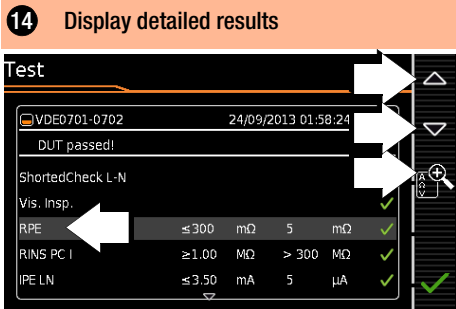 14 Display detailed results
Test
VDE0701-0702 24/09/2013 01:58:24
DUT passed!
ShortedCheck L-N
Vis. Insp.
RPE ≤300 mΩ 5 mΩ
RINS PC I ≥1.00 MΩ > 300 MΩ
IPE LN ≤3.50 mA 5 µA
A
Ω
V